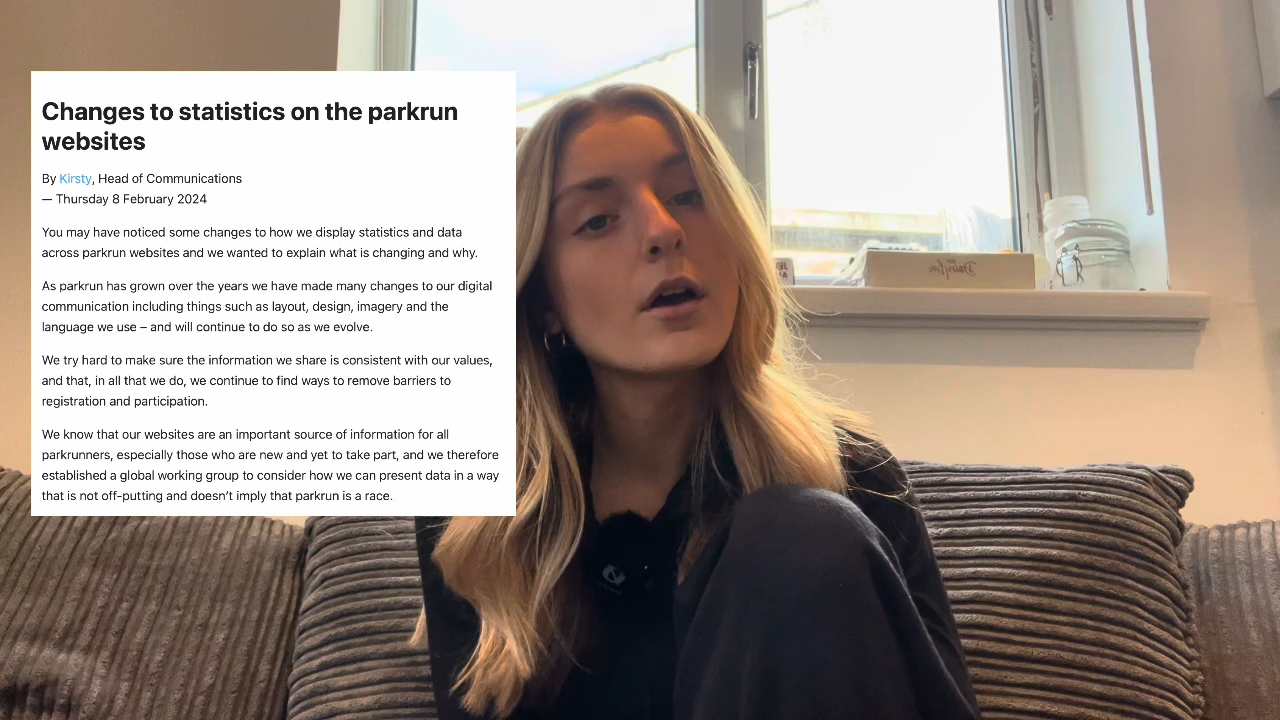 Changes to statistics on the parkrun
websites
By Kirsty, Head of Communications
— Thursday 8 February 2024
You may have noticed some changes to how we display statistics and data
across parkrun websites and we wanted to explain what is changing and why.
As parkrun has grown over the years we have made many changes to our digital
communication including things such as layout, design, imagery and the
language we use – and will continue to do so as we evolve.
We try hard to make sure the information we share is consistent with our values,
and that, in all that we do, we continue to find ways to remove barriers to
registration and participation.
We know that our websites are an important source of information for all
parkrunners, especially those who are new and yet to take part, and we therefore
established a global working group to consider how we can present data in a way
that is not off-putting and doesn’t imply that parkrun is a race.